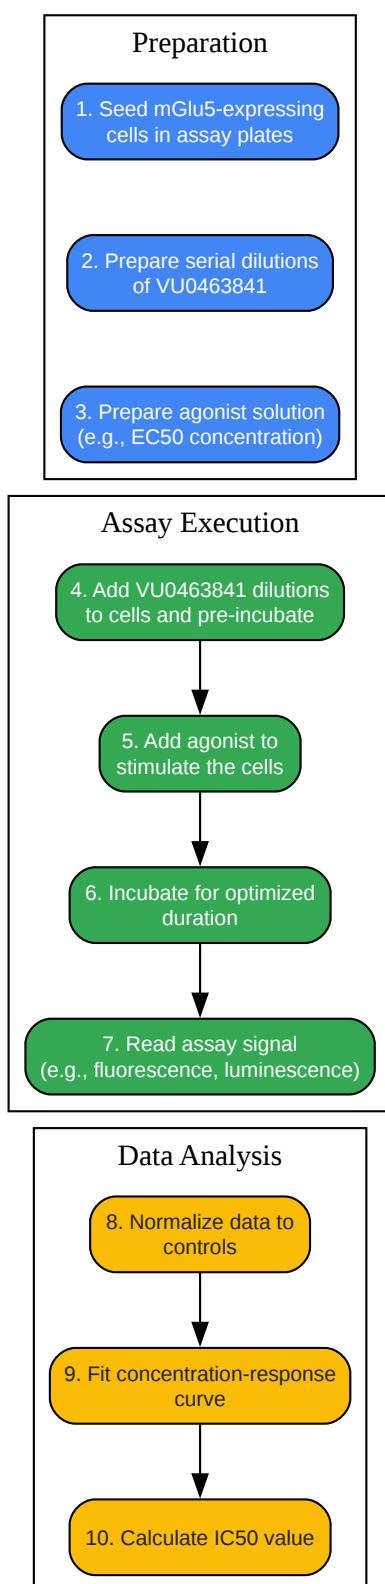 Preparation
1. Seed mGlu5-expressing
cells in assay plates
2. Prepare serial dilutions
of VU0463841
3. Prepare agonist solution
(e.g., EC50 concentration)
Assay Execution
4. Add VU0463841 dilutions
to cells and pre-incubate
5. Add agonist to
stimulate the cells
6. Incubate for optimized
duration
7. Read assay signal
(e.g., fluorescence, luminescence)
Data Analysis
8. Normalize data to
controls
9. Fit concentration-response
curve
10. Calculate IC50 value